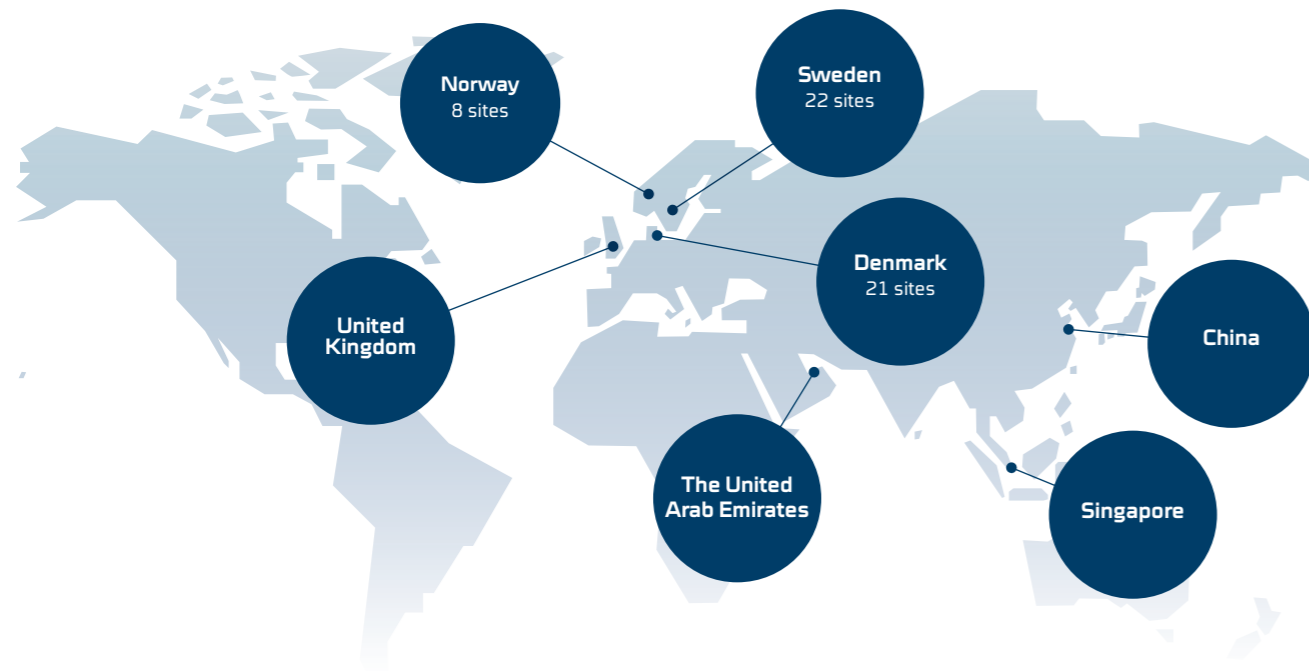 Norway
8 sites
Sweden
22 sites
Denmark
21 sites
United
Kingdom
China
The United
Arab Emirates
Singapore